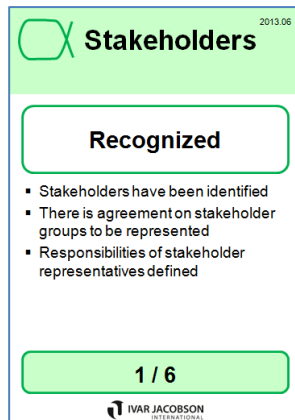 2013.06
Stakeholders
Recognized
▪ Stakeholders have been identified
▪ There is agreement on stakeholder
groups to be represented
▪ Responsibilities of stakeholder
representatives defined
1 / 6
IVAR JACOBSON
INTERNATIONAL